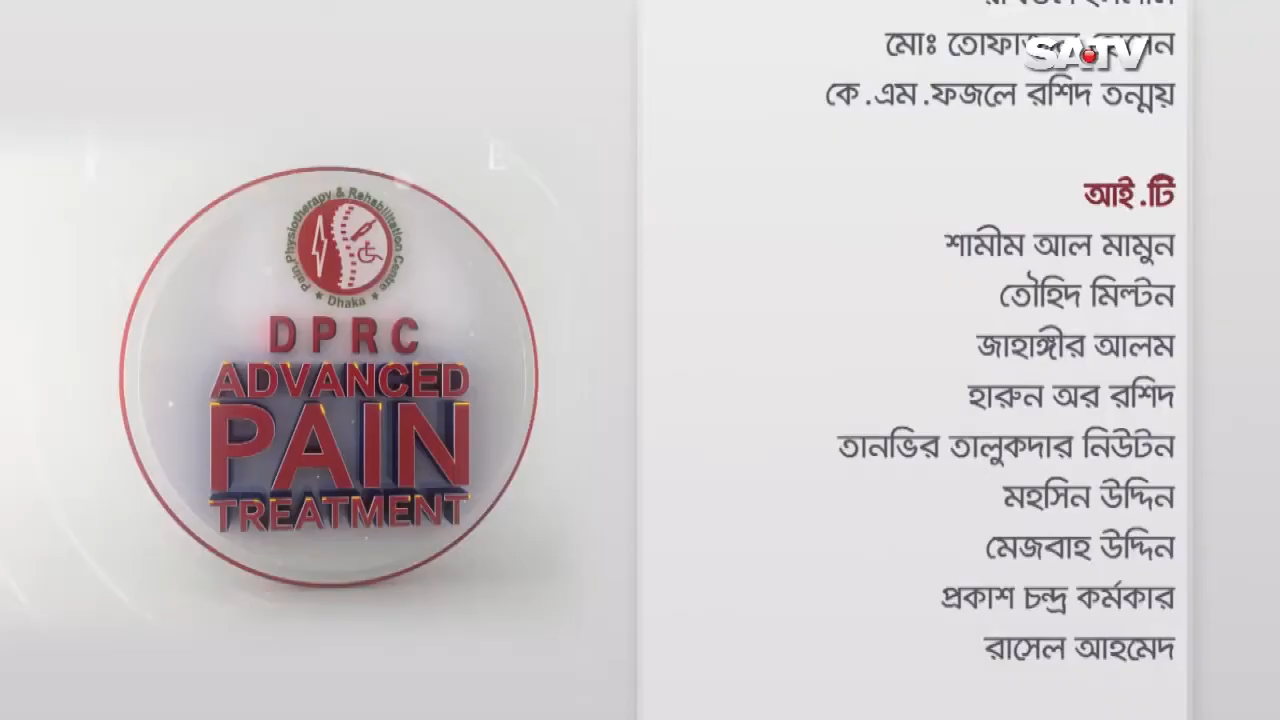 Pain, Physiotherapy & Rehabilitation Centre
★ Dhaka ★
DPRC
ADVANCED
PAIN
TREATMENT
SATV
মোঃ
কে.এম.ফজলে রশিদ তন্ময়
আই.টি
শামীম আল মামুন
তৌহিদ মিল্টন
জাহাঙ্গীর আলম
হারুন অর রশিদ
তানভির তালুকদার নিউটন
মহসিন উদ্দিন
মেজবাহ উদ্দিন
প্রকাশ চন্দ্র কর্মকার
রাসেল আহমেদ